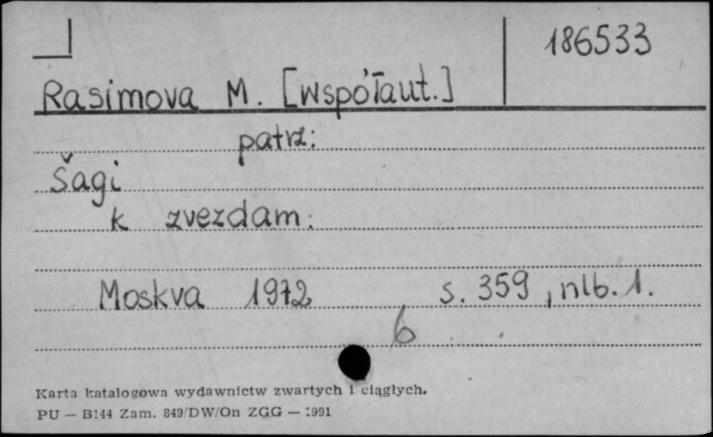 186533
Rasimova M. [współaut.]
patrz:
Šagi
k zvezdam.
Moskva 1972 s. 359, nlb. 1.
6
Karta katalogowa wydawnictw zwartych i ciągłych.
PU — B144 Zam. 849/DW/On ZGG — 1991